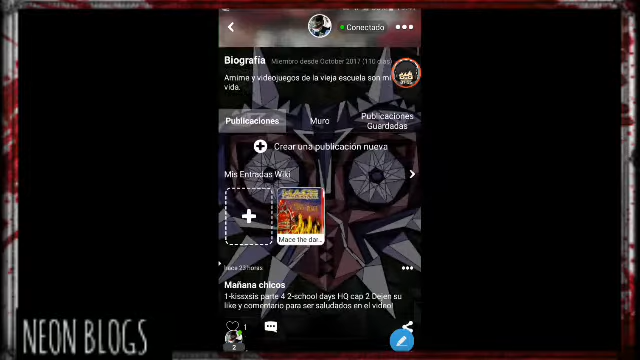 Conectado
Biografía Miembro desde October 2017 (110 días)
Amime y videojuegos de la vieja escuela son mi
vida.
Publicaciones
Muro
Publicaciones
Guardadas
Crear una publicación nueva
Mis Entradas Wiki
Mace the dar...
hace 23 horas
Mañana chicos
1-kissxsis parte 4 2-school days HQ cap 2 Dejen su
like y comentario para ser saludados en el video!
1
2
NEON BLOGS